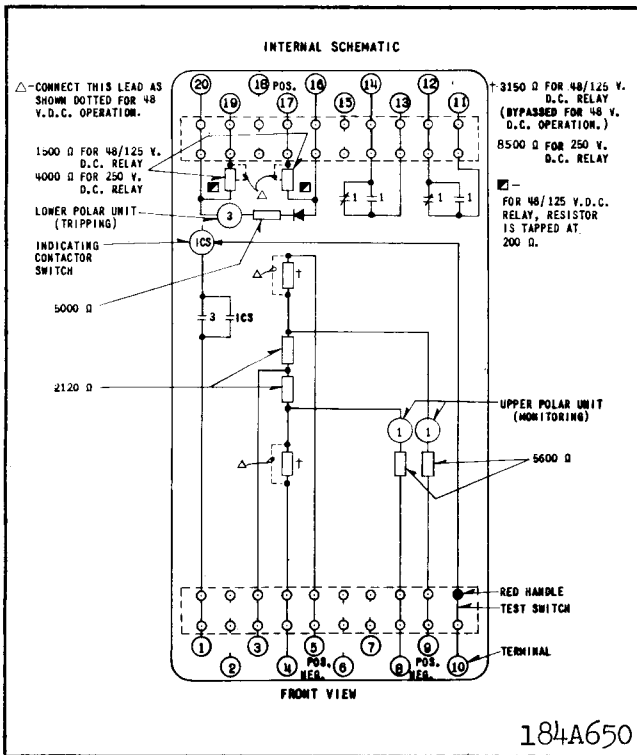 INTERNAL SCHEMATIC
20
18
POS.
16
14
12
19
17
15
13
11
△-CONNECT THIS LEAD AS
SHOWN DOTTED FOR 48
V.D.C. OPERATION.
1500 Ω FOR 48/125 V.
D.C. RELAY
4000 Ω FOR 250 V.
D.C. RELAY
LOWER POLAR UNIT
(TRIPPING)
INDICATING
CONTACTOR
SWITCH
5000 Ω
2120 Ω
† 3150 Ω FOR 48/125 V.
D.C. RELAY
(BYPASSED FOR 48 V.
D.C. OPERATION.)
8500 Ω FOR 250 V.
D.C. RELAY
FOR 48/125 V.D.C.
RELAY, RESISTOR
IS TAPPED AT
200 Ω.
△
1
1
1
1
3
ICS
△
†
3
ICS
△
†
1
1
UPPER POLAR UNIT
(MONITORING)
5600 Ω
RED HANDLE
TEST SWITCH
TERMINAL
1
3
5
7
9
2
4
POS.
NEG.
6
8
POS.
NEG.
10
FRONT VIEW
184A650